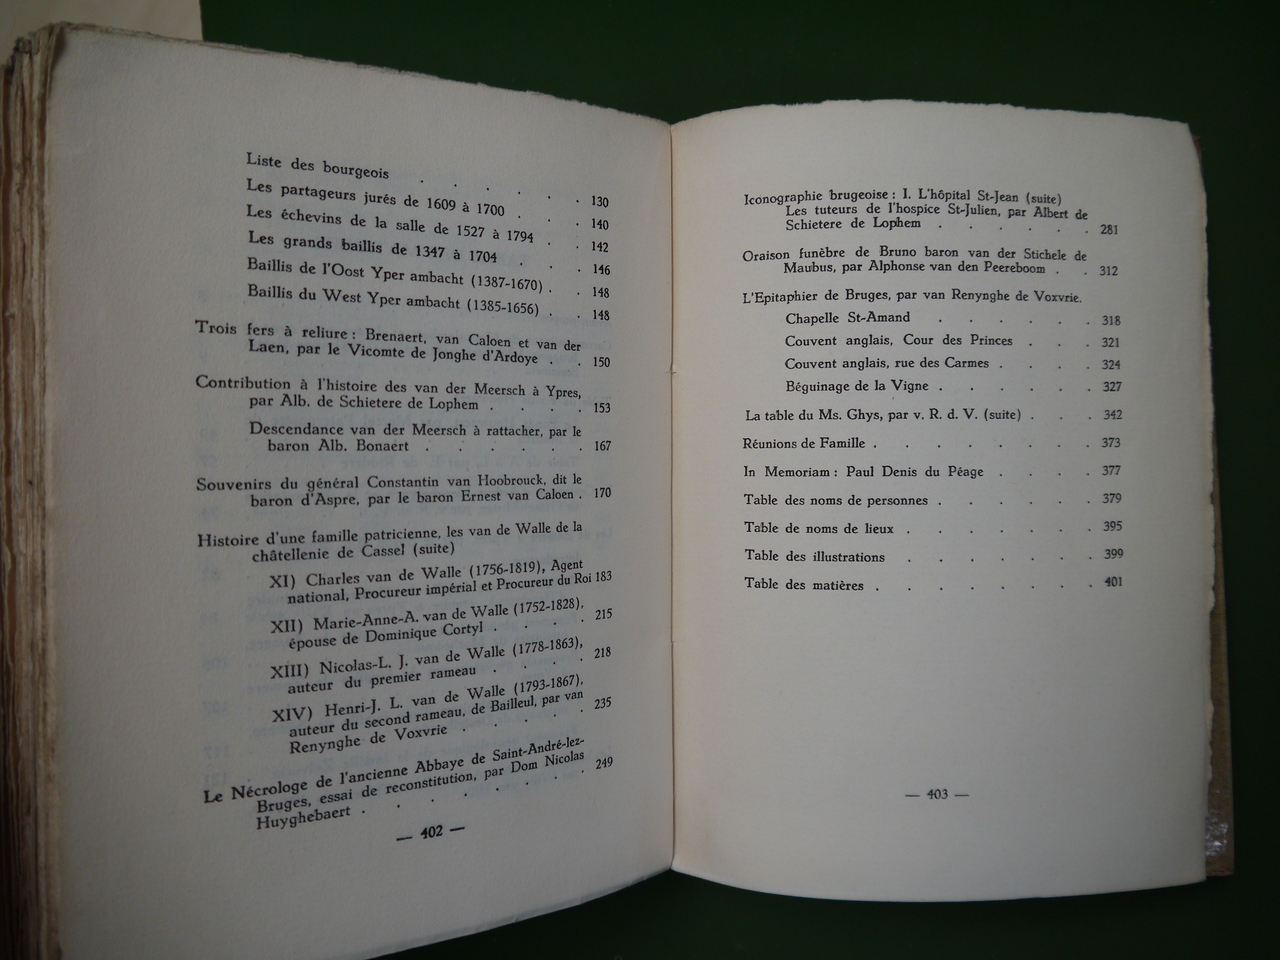 Liste des bourgeois . . . . . . 130
Les partageurs jurés de 1609 à 1700 . . 140
Les échevins de la salle de 1527 à 1794 . . 142
Les grands baillis de 1347 à 1704 . . . 146
Baillis de l'Oost Yper ambacht (1387-1670) . . 148
Baillis du West Yper ambacht (1385-1656) . . 148
Trois fers à reliure : Brenaert, van Caloen et van der
Laen, par le Vicomte de Jonghe d'Ardoye . . 150
Contribution à l'histoire des van der Meersch à Ypres,
par Alb. de Schietere de Lophem . . . . 153
Descendance van der Meersch à rattacher, par le
baron Alb. Bonaert . . . . . . 167
Souvenirs du général Constantin van Hoobrouck, dit le
baron d'Aspre, par le baron Ernest van Caloen . 170
Histoire d'une famille patricienne, les van de Walle de la
châtellenie de Cassel (suite)
XI) Charles van de Walle (1756-1819), Agent
national, Procureur impérial et Procureur du Roi 183
XII) Marie-Anne-A. van de Walle (1752-1828),
épouse de Dominique Cortyl . . . . 215
XIII) Nicolas-L. J. van de Walle (1778-1863),
auteur du premier rameau . . . . 218
XIV) Henri-J. L. van de Walle (1793-1867),
auteur du second rameau, de Bailleul, par van
Renynghe de Voxvrie . . . . . 235
Le Nécrologe de l'ancienne Abbaye de Saint-André-lez-
Bruges, essai de reconstitution, par Dom Nicolas
Huyghebaert . . . . . . . 249
— 402 —
Iconographie brugeoise : I. L'hôpital St-Jean (suite)
Les tuteurs de l'hospice St-Julien, par Albert de
Schietere de Lophem . . . . . . 281
Oraison funèbre de Bruno baron van der Stichele de
Maubus, par Alphonse van den Peereboom . . 312
L'Epitaphier de Bruges, par van Renynghe de Voxvrie.
Chapelle St-Amand . . . . . . 318
Couvent anglais, Cour des Princes . . . 321
Couvent anglais, rue des Carmes . . . . 324
Béguinage de la Vigne . . . . . . 327
La table du Ms. Ghys, par v. R. d. V. (suite) . . . 342
Réunions de Famille . . . . . . . 373
In Memoriam : Paul Denis du Péage . . . . 377
Table des noms de personnes . . . . . . 379
Table de noms de lieux . . . . . . . 395
Table des illustrations . . . . . . . 399
Table des matières . . . . . . . . 401
— 403 —